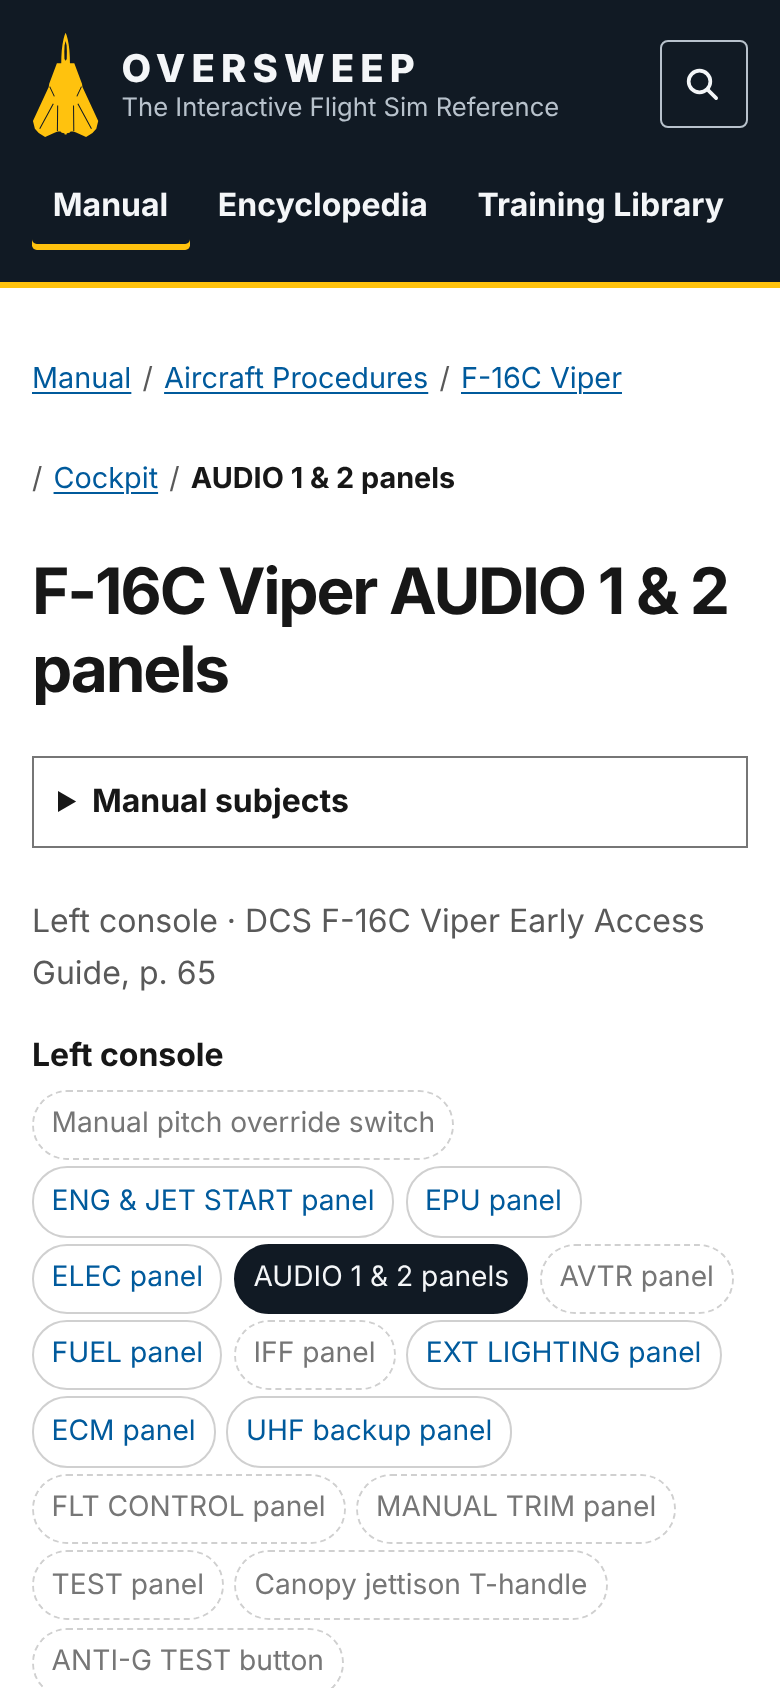 OVERSWEEP
The Interactive Flight Sim Reference
Manual Encyclopedia Training Library
Manual / Aircraft Procedures / F-16C Viper
/ Cockpit / AUDIO 1 & 2 panels
F-16C Viper AUDIO 1 & 2
panels
Manual subjects
Left console · DCS F-16C Viper Early Access
Guide, p. 65
Left console
Manual pitch override switch
ENG & JET START panel EPU panel
ELEC panel AUDIO 1 & 2 panels AVTR panel
FUEL panel IFF panel EXT LIGHTING panel
ECM panel UHF backup panel
FLT CONTROL panel MANUAL TRIM panel
TEST panel Canopy jettison T-handle
ANTI-G TEST button